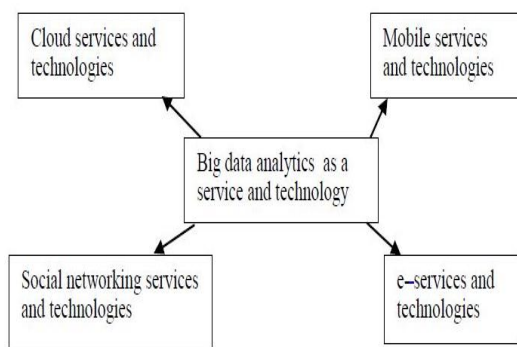 Cloud services and
technologies
Mobile services
and technologies
Big data analytics  as a
service and technology
Social networking services
and technologies
e–services and
technologies